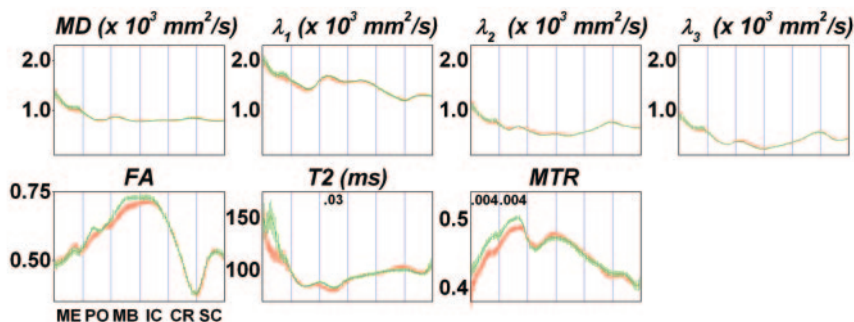 MD (x 10³ mm²/s) λ₁ (x 10³ mm²/s) λ₂ (x 10³ mm²/s) λ₃ (x 10³ mm²/s)
2.0 2.0 2.0 2.0
1.0 1.0 1.0 1.0
FA T2 (ms) MTR
0.75 .03 .004.004
150 0.5
0.50 100 0.4
ME PO MB IC CR SC